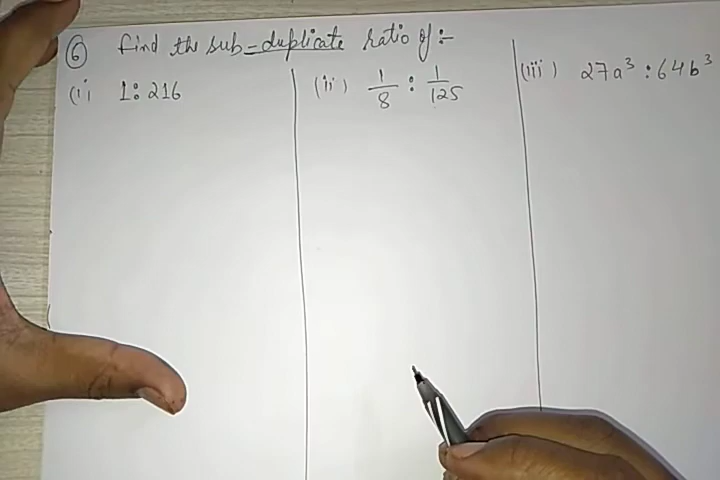 6 find the sub-duplicate ratio of :-
(i) 1:216
(ii) 1/8 : 1/125
(iii) 27a³ : 64b³